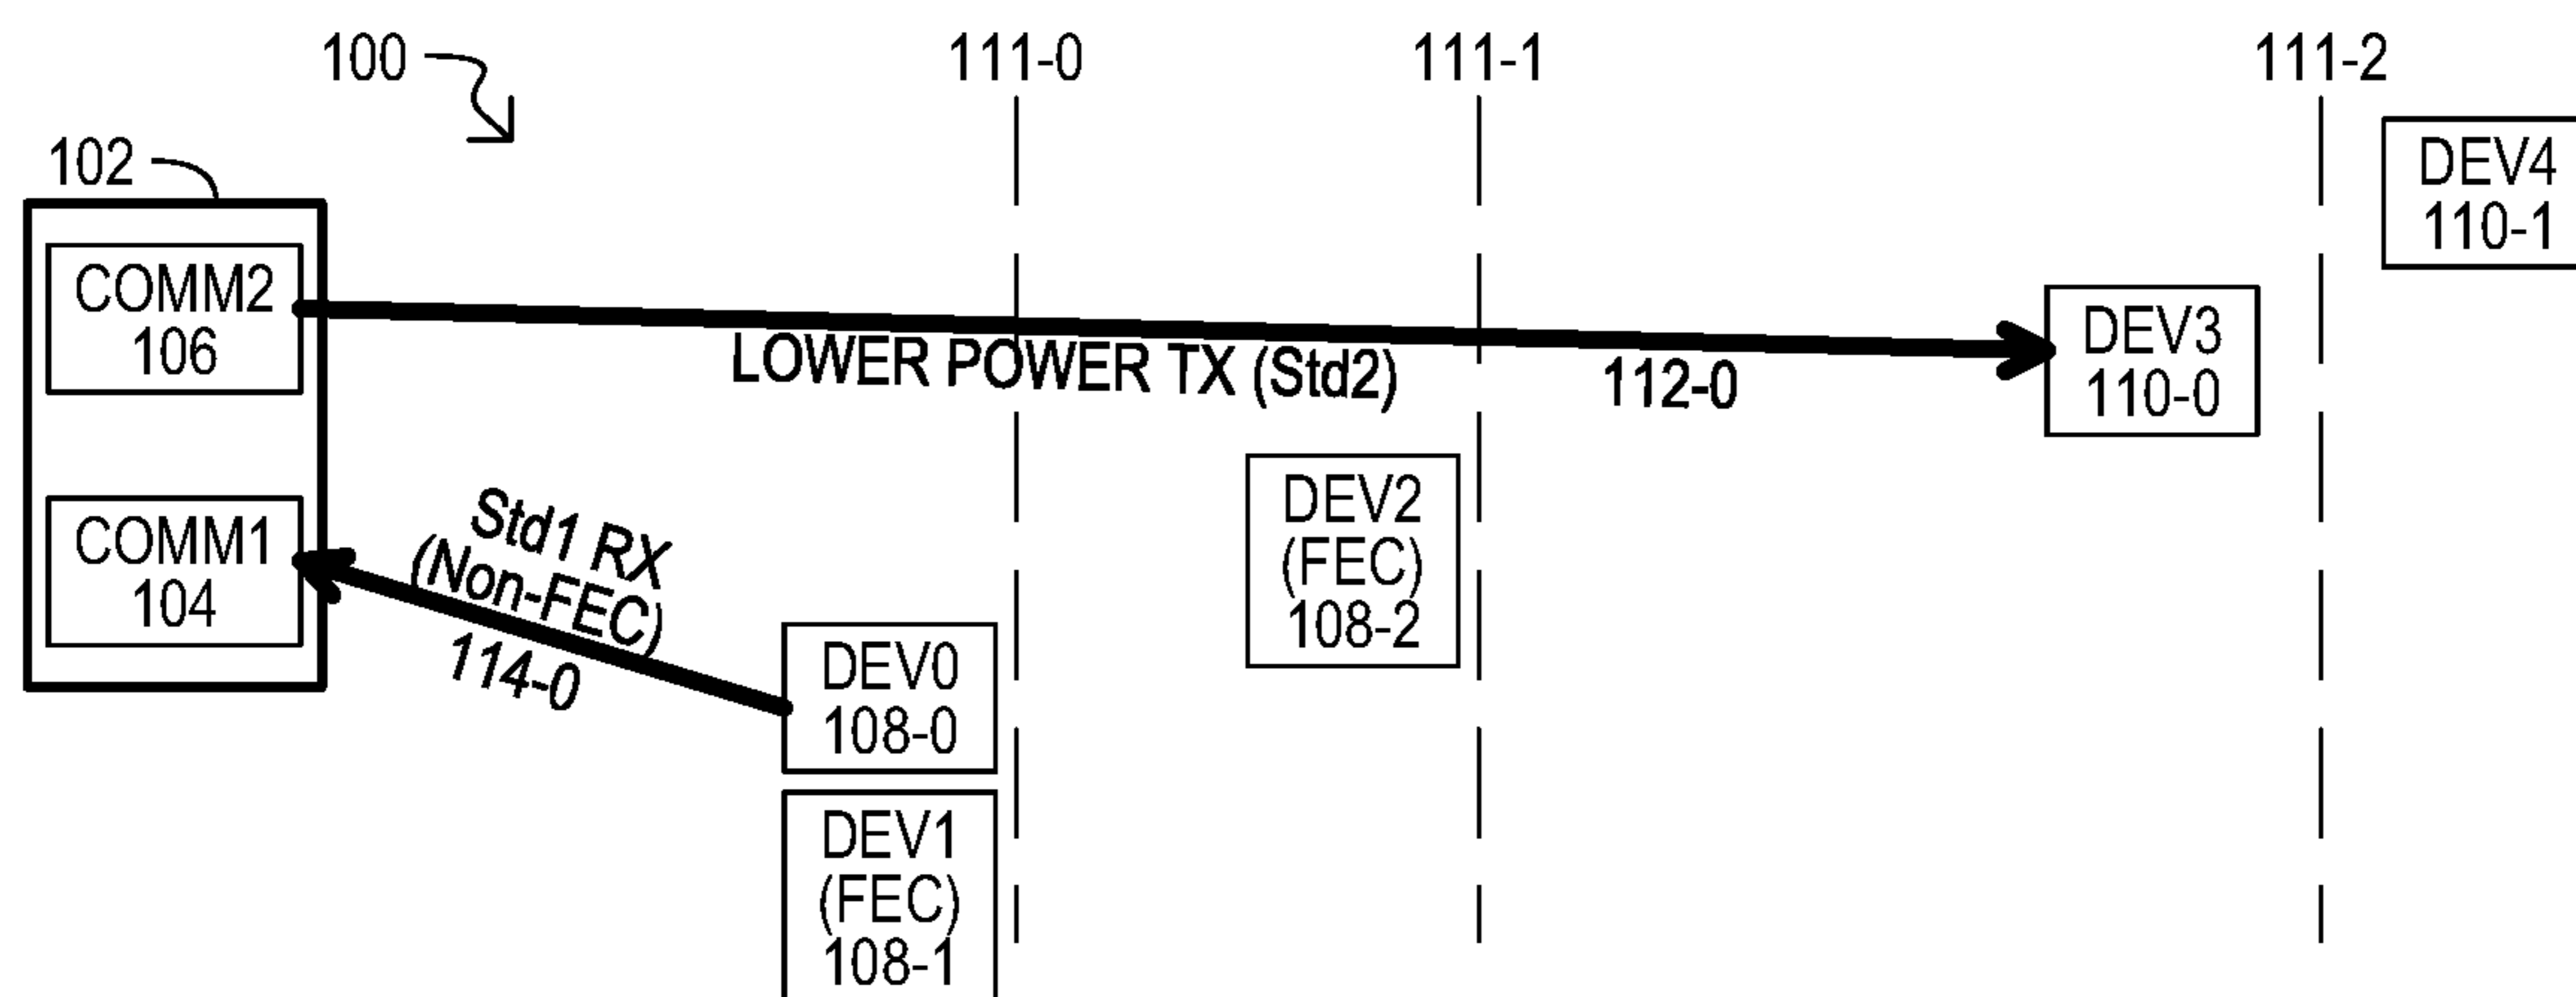 100
111-0
111-1
111-2
102
DEV4
110-1
COMM2
106
LOWER POWER TX (Std2)
112-0
DEV3
110-0
COMM1
104
Std1 RX
(Non-FEC)
114-0
DEV2
(FEC)
108-2
DEV0
108-0
DEV1
(FEC)
108-1